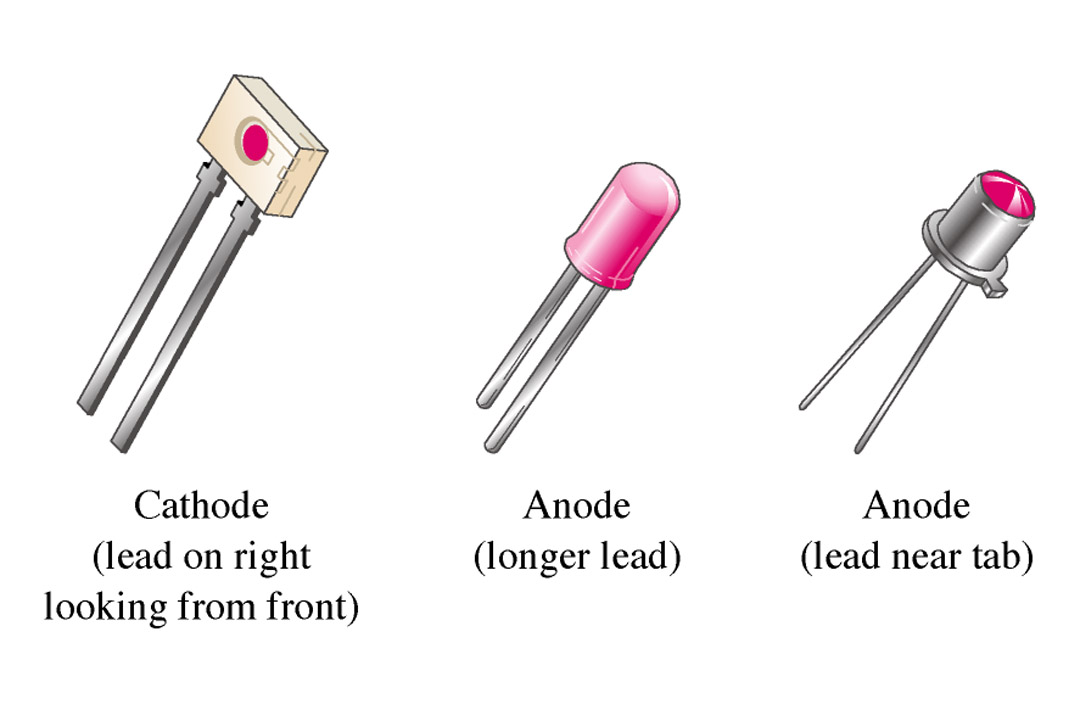 Cathode
(lead on right
looking from front)
Anode
(longer lead)
Anode
(lead near tab)